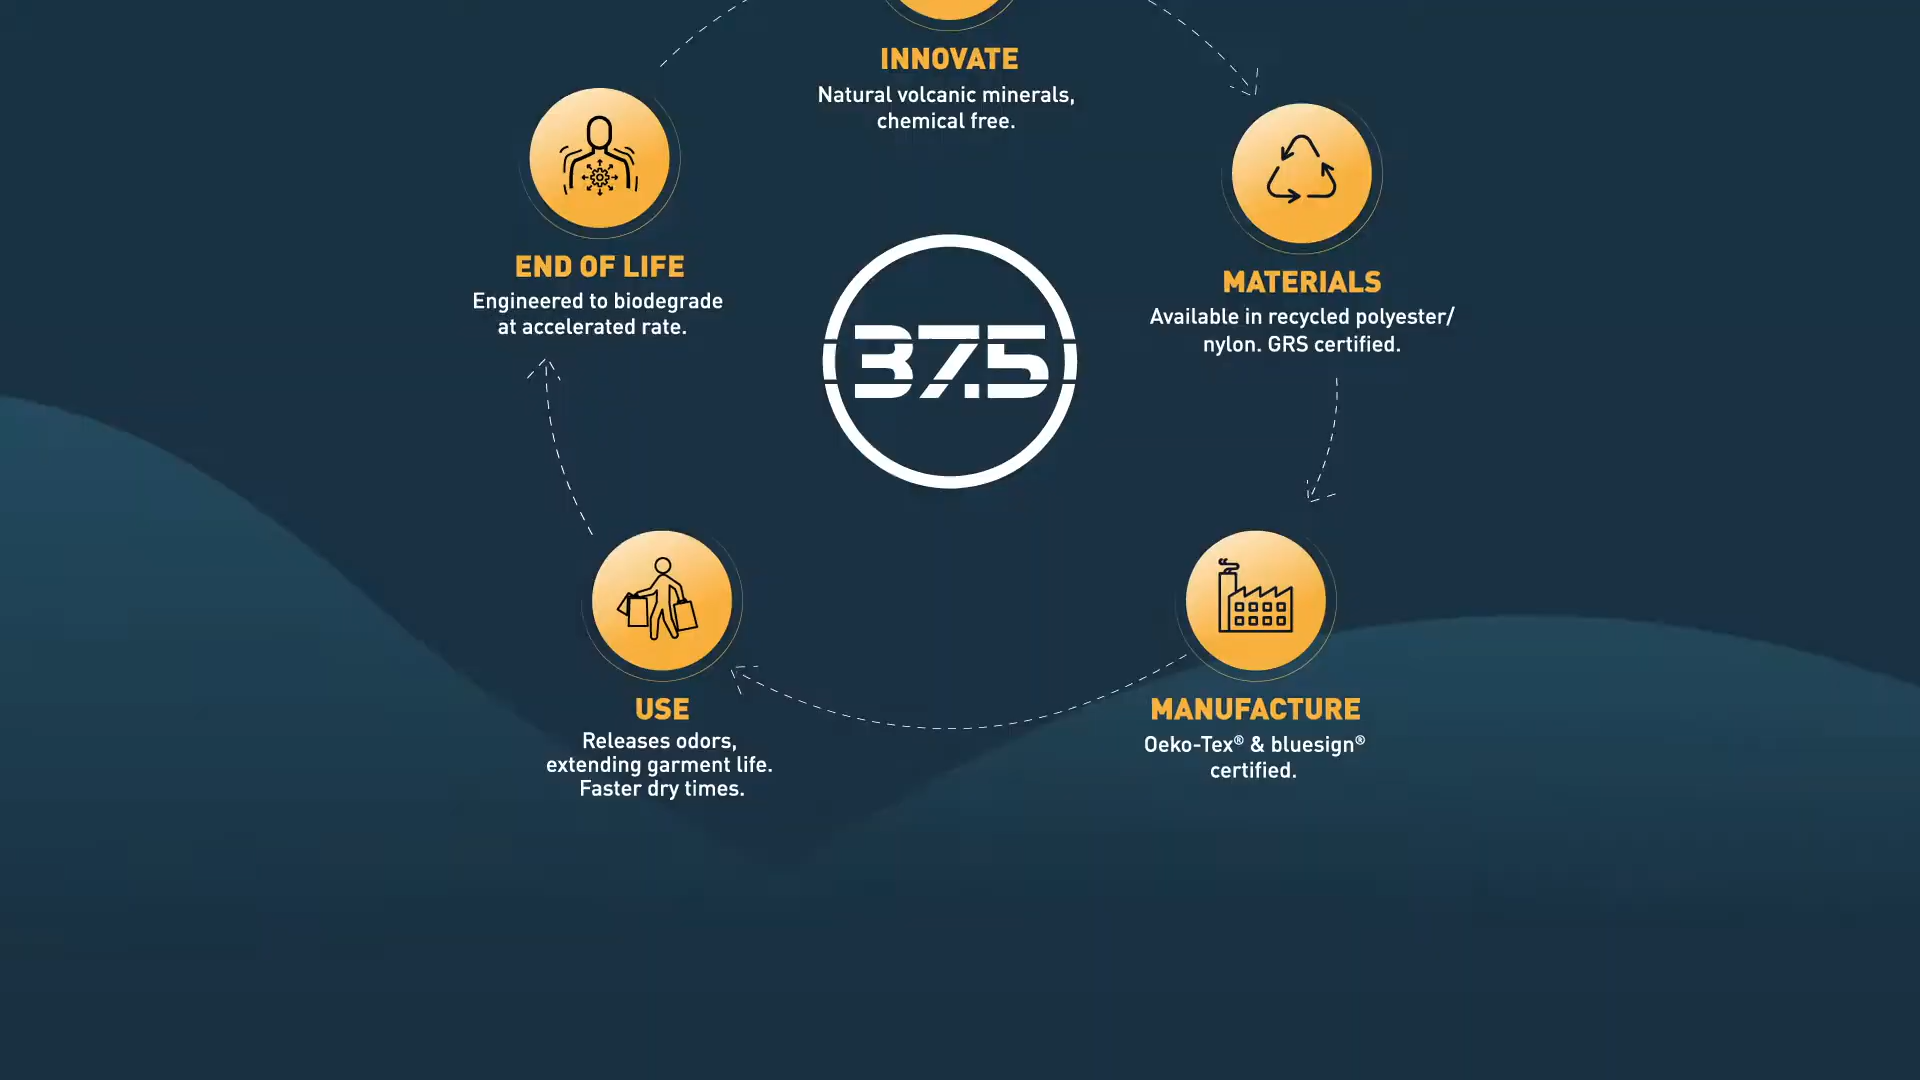 INNOVATE
Natural volcanic minerals,
chemical free.
END OF LIFE
Engineered to biodegrade
at accelerated rate.
MATERIALS
Available in recycled polyester/
nylon. GRS certified.
37.5
USE
Releases odors,
extending garment life.
Faster dry times.
MANUFACTURE
Oeko-Tex® & bluesign®
certified.